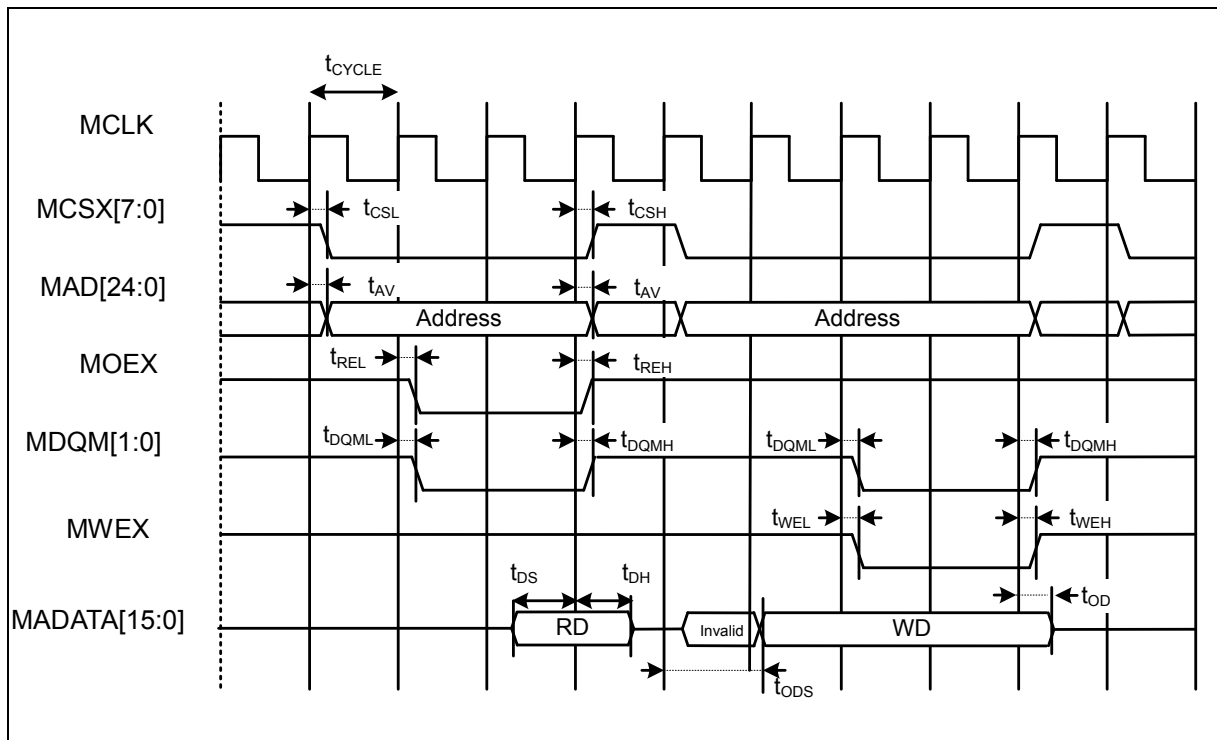 tCYCLE
MCLK
MCSX[7:0]
tCSL
tCSH
MAD[24:0]
tAV
tAV
Address
Address
MOEX
tREL
tREH
MDQM[1:0]
tDQML
tDQMH
tDQML
tDQMH
MWEX
tWEL
tWEH
MADATA[15:0]
tDS
tDH
tOD
RD
Invalid
WD
tODS